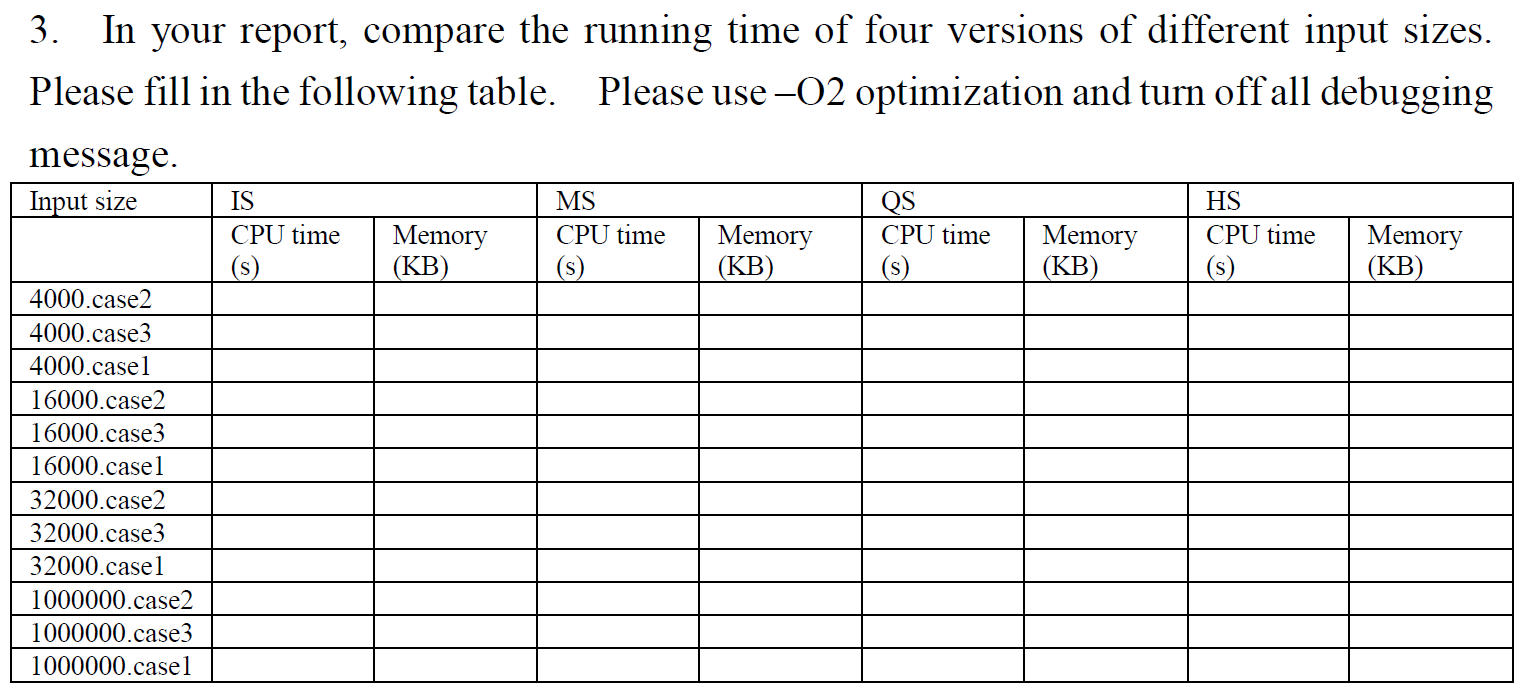 3. In your report, compare the running time of four versions of different input sizes.
Please fill in the following table. Please use –O2 optimization and turn off all debugging
message.
Input size IS MS QS HS
CPU time (s) Memory (KB) CPU time (s) Memory (KB) CPU time (s) Memory (KB) CPU time (s) Memory (KB)
4000.case2
4000.case3
4000.case1
16000.case2
16000.case3
16000.case1
32000.case2
32000.case3
32000.case1
1000000.case2
1000000.case3
1000000.case1